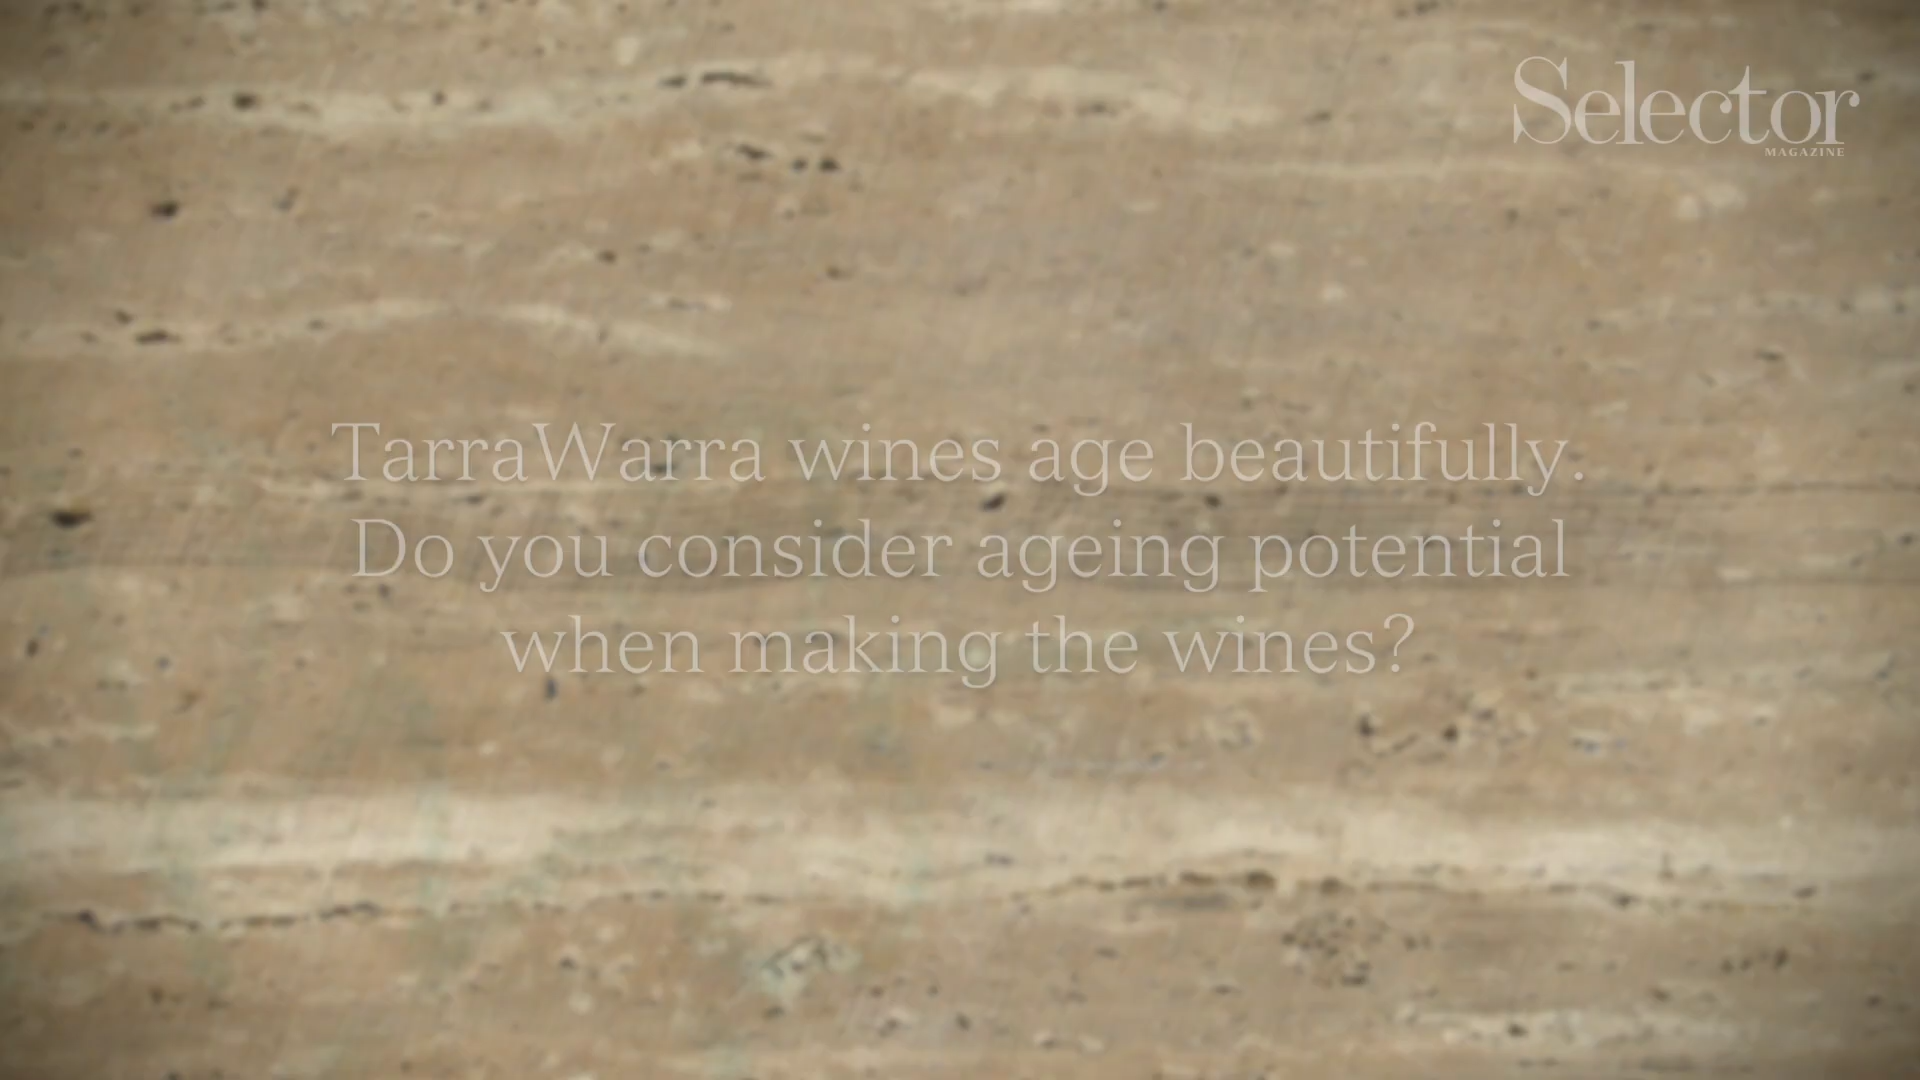 Selector
MAGAZINE
TarraWarra wines age beautifully.
Do you consider ageing potential
when making the wines?